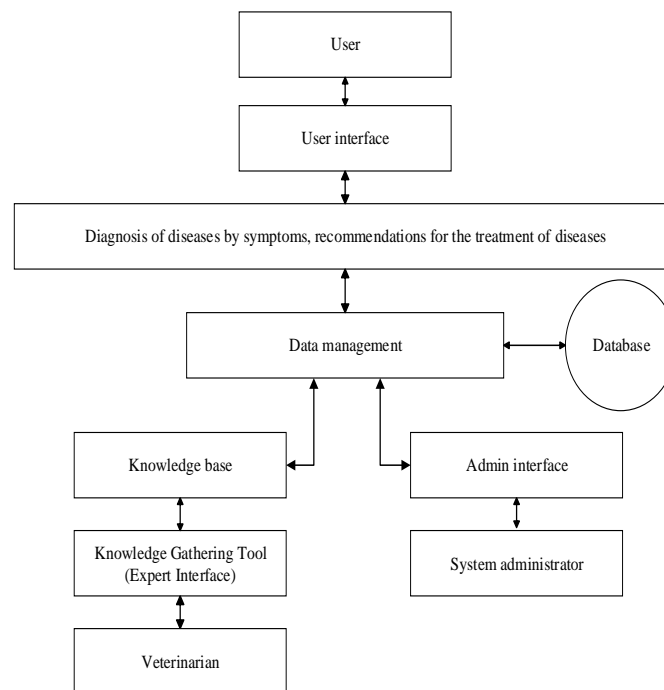 User
User interface
Diagnosis of diseases by symptoms, recommendations for the treatment of diseases
Data management
Database
Knowledge base
Admin interface
Knowledge Gathering Tool
(Expert Interface)
System administrator
Veterinarian